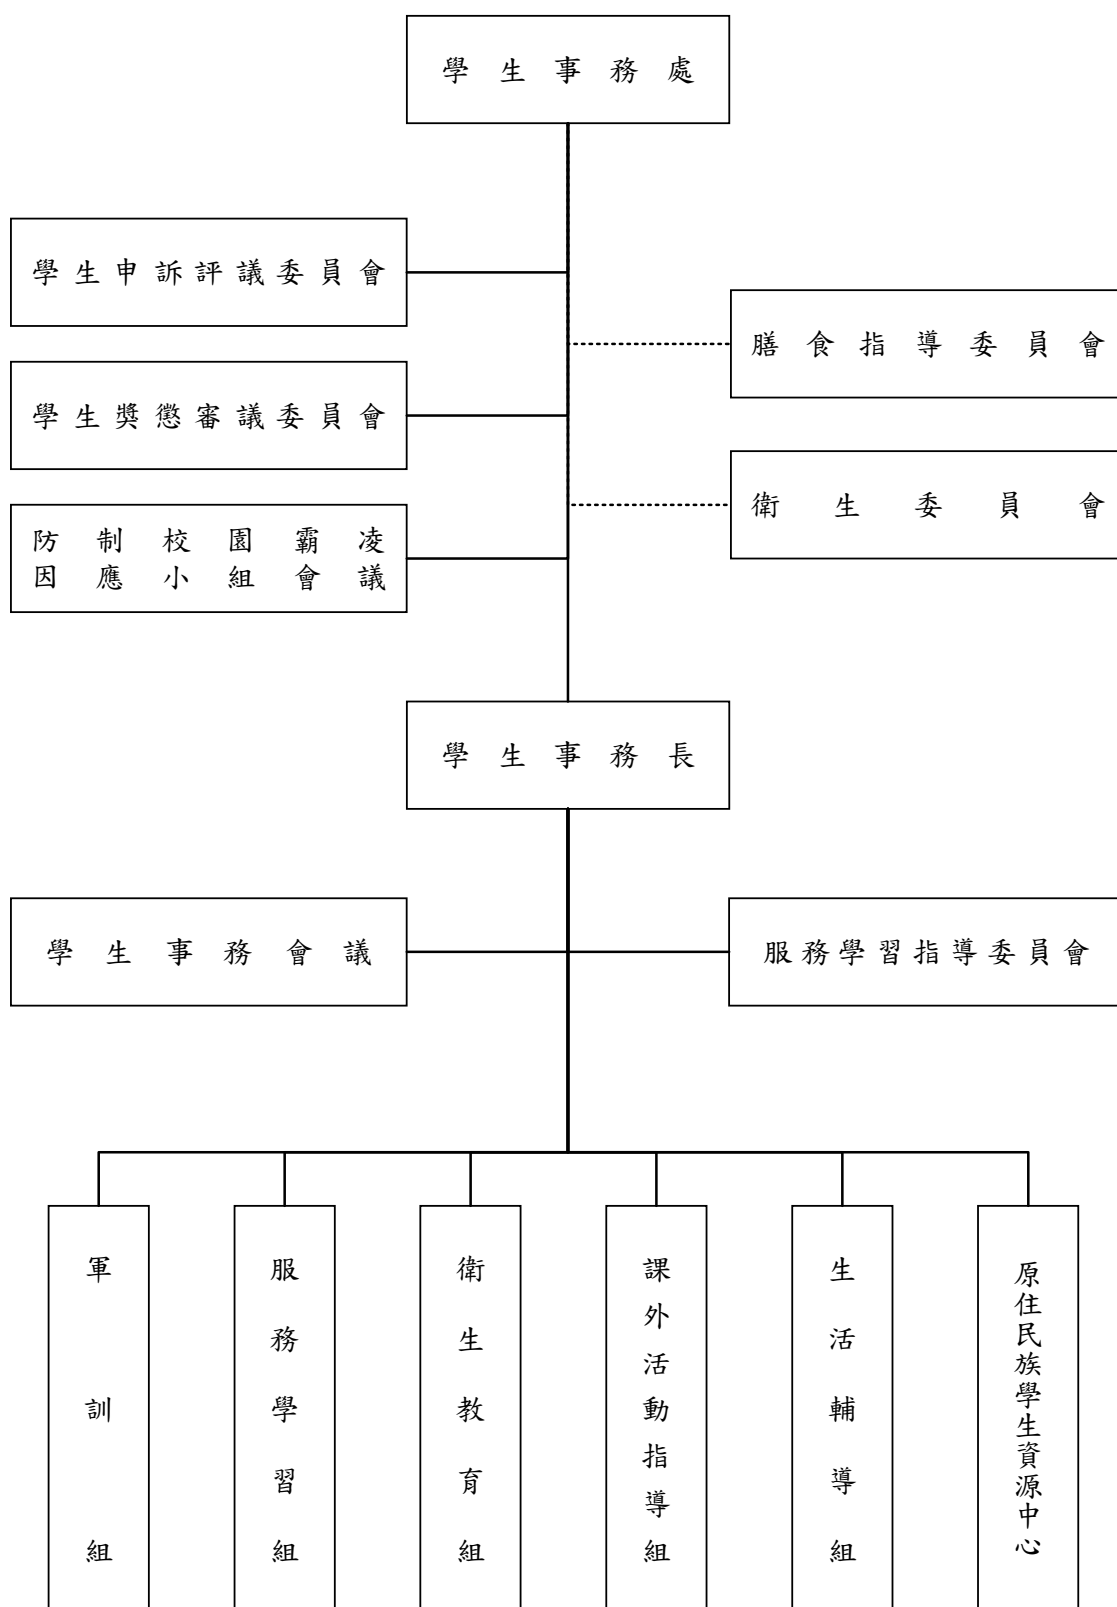 學生事務處
學生申訴評議委員會
膳食指導委員會
學生獎懲審議委員會
衛生委員會
防制校園霸凌
因應小組會議
學生事務長
學生事務會議
服務學習指導委員會
軍訓組
服務學習組
衛生教育組
課外活動指導組
生活輔導組
原住民族學生資源中心